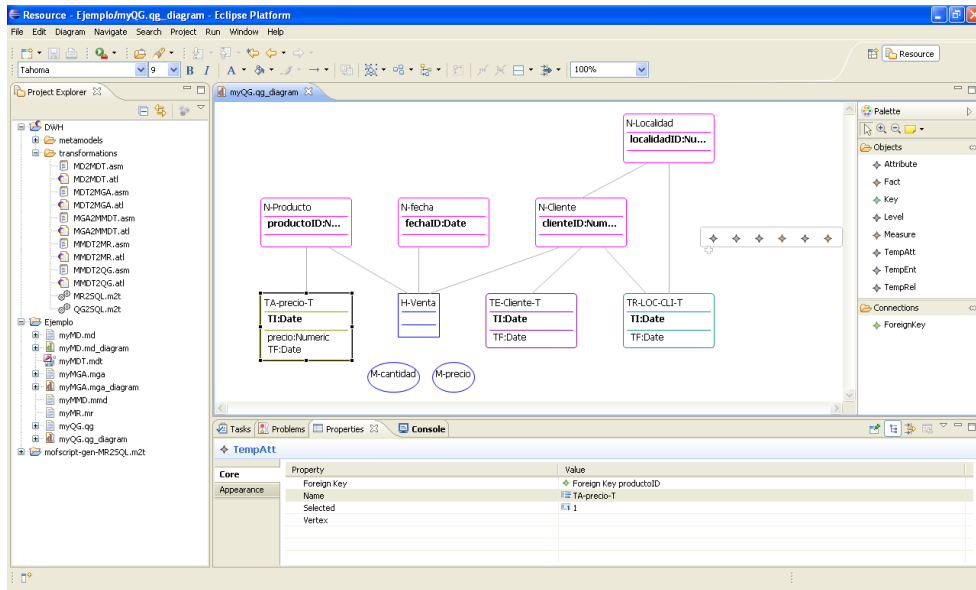 Resource - Ejemplo/myQG.qg_diagram - Eclipse Platform
File Edit Diagram Navigate Search Project Run Window Help
Resource
Tahoma 9 B I A 100%
Project Explorer
DWH
metamodels
transformations
MD2MDT.asm
MD2MDT.atl
MDT2MGA.asm
MDT2MGA.atl
MGA2MMDT.asm
MGA2MMDT.atl
MMDT2MR.asm
MMDT2MR.atl
MMDT2QG.asm
MMDT2QG.atl
MR2SQL.m2t
QG2SQL.m2t
Ejemplo
myMD.md
myMD.md_diagram
myMDT.mdt
myMGA.mga
myMGA.mga_diagram
myMMD.mmd
myMR.mr
myQG.qg
myQG.qg_diagram
mofscript-gen-MR2SQL.m2t
myQG.qg_diagram
N-Localidad
localidadID:Nu...
N-Producto
productoID:N...
N-fecha
fechaID:Date
N-Cliente
clienteID:Num...
TA-precio-T
TI:Date
precio:Numeric
TF:Date
H-Venta
TE-Cliente-T
TI:Date
TF:Date
TR-LOC-CLI-T
TI:Date
TF:Date
M-cantidad
M-precio
Palette
Objects
Attribute
Fact
Key
Level
Measure
TempAtt
TempEnt
TempRel
Connections
ForeignKey
Tasks Problems Properties Console
TempAtt
Core
Appearance
Property Value
Foreign Key Foreign Key productoID
Name TA-precio-T
Selected 1
Vertex